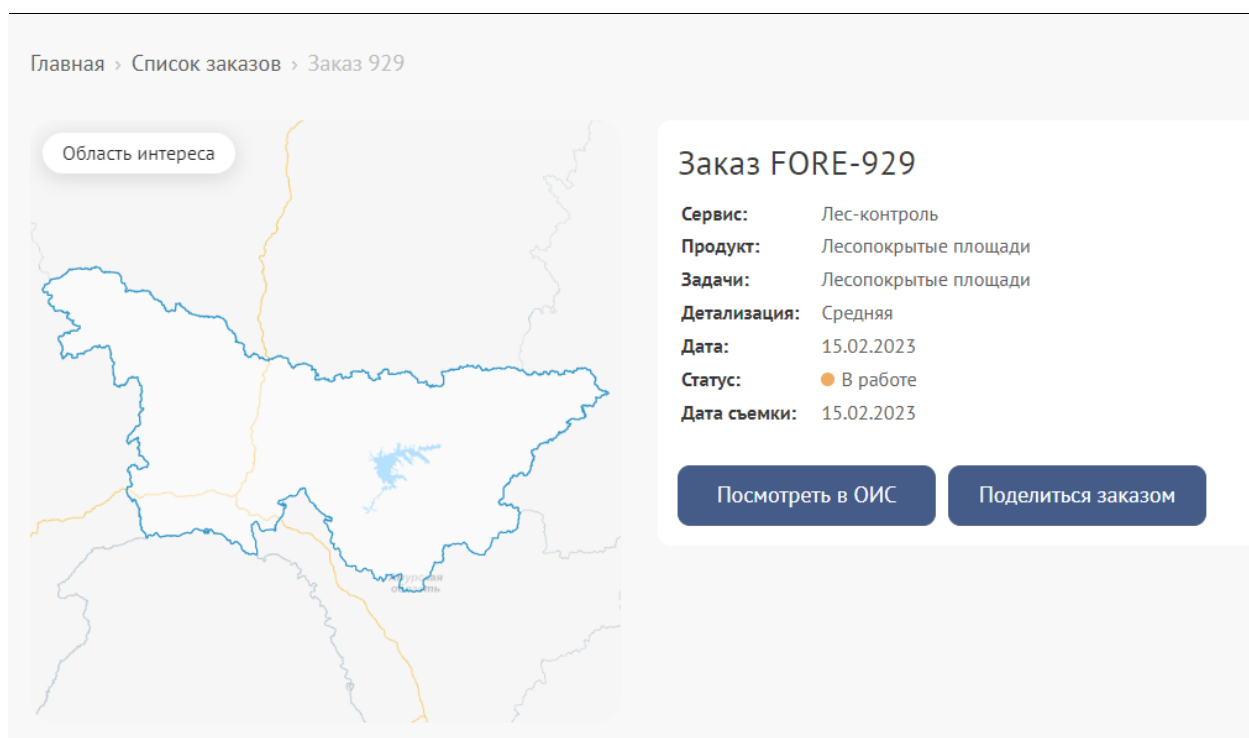 Главная › Список заказов › Заказ 929
Область интереса
Заказ FORE-929
Сервис: Лес-контроль
Продукт: Лесопокрытые площади
Задачи: Лесопокрытые площади
Детализация: Средняя
Дата: 15.02.2023
Статус: В работе
Дата съемки: 15.02.2023
Посмотреть в ОИС
Поделиться заказом